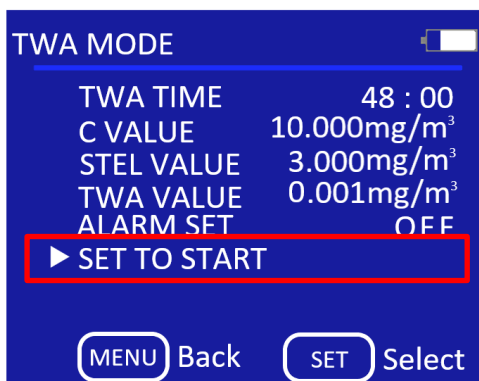 TWA MODE
TWA TIME 48 : 00
C VALUE 10.000mg/m³
STEL VALUE 3.000mg/m³
TWA VALUE 0.001mg/m³
ALARM SET OFF
▶ SET TO START
MENU Back SET Select